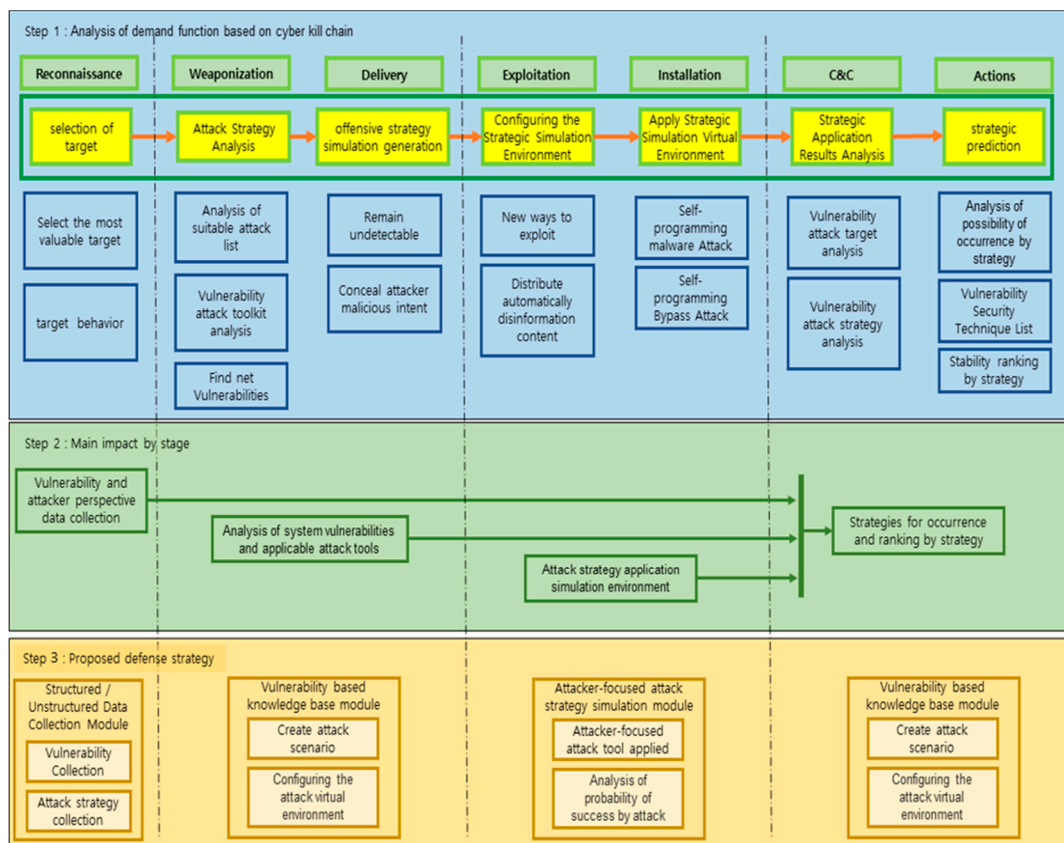 Step 1 : Analysis of demand function based on cyber kill chain
Reconnaissance
Weaponization
Delivery
Exploitation
Installation
C&C
Actions
selection of
target
Attack Strategy
Analysis
offensive strategy
simulation generation
Configuring the
Strategic Simulation
Environment
Apply Strategic
Simulation Virtual
Environment
Strategic
Application
Results Analysis
strategic
prediction
Select the most
valuable target
target behavior
Analysis of
suitable attack
list
Vulnerability
attack toolkit
analysis
Find net
Vulnerabilities
Remain
undetectable
Conceal attacker
malicious intent
New ways to
exploit
Distribute
automatically
disinformation
content
Self-
programming
malware Attack
Self-
programming
Bypass Attack
Vulnerability
attack target
analysis
Vulnerability
attack strategy
analysis
Analysis of
possibility of
occurrence by
strategy
Vulnerability
Security
Technique List
Stability ranking
by strategy
Step 2 : Main impact by stage
Vulnerability and
attacker perspective
data collection
Analysis of system vulnerabilities
and applicable attack tools
Attack strategy application
simulation environment
Strategies for occurrence
and ranking by strategy
Step 3 : Proposed defense strategy
Structured /
Unstructured Data
Collection Module
Vulnerability
Collection
Attack strategy
collection
Vulnerability based
knowledge base module
Create attack
scenario
Configuring the
attack virtual
environment
Attacker-focused attack
strategy simulation module
Attacker-focused
attack tool applied
Analysis of
probability of
success by attack
Vulnerability based
knowledge base module
Create attack
scenario
Configuring the
attack virtual
environment